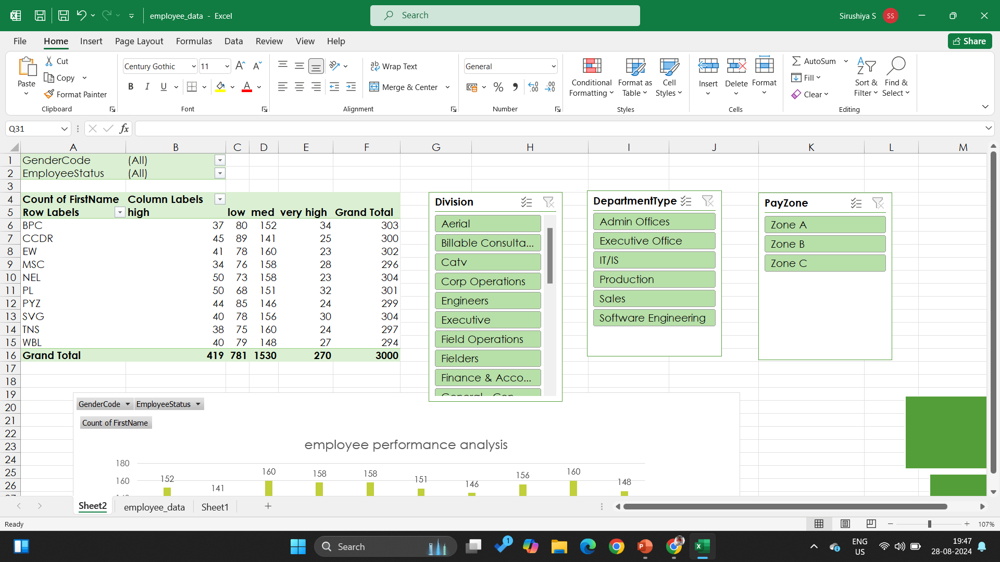 employee_data - Excel
Search
Sirushiya S
SS
File Home Insert Page Layout Formulas Data Review View Help
Share
Paste
Cut
Copy
Format Painter
Clipboard
Century Gothic 11
B I U
Font
Wrap Text
Merge & Center
Alignment
General
Number
Conditional Formatting
Format as Table
Cell Styles
Styles
Insert Delete Format
Cells
AutoSum
Fill
Clear
Sort & Filter
Find & Select
Editing
Q31
fx
A B C D E F G H I J K L M
1 GenderCode (All)
2 EmployeeStatus (All)
3
4 Count of FirstName Column Labels
5 Row Labels high low med very high Grand Total
6 BPC 37 80 152 34 303
7 CCDR 45 89 141 25 300
8 EW 41 78 160 23 302
9 MSC 34 76 158 28 296
10 NEL 50 73 158 23 304
11 PL 50 68 151 32 301
12 PYZ 44 85 146 24 299
13 SVG 40 78 156 30 304
14 TNS 38 75 160 24 297
15 WBL 40 79 148 27 294
16 Grand Total 419 781 1530 270 3000
17
18
19
20
21
22
23
24
25
26
Division
Aerial
Billable Consulta...
Catv
Corp Operations
Engineers
Executive
Field Operations
Fielders
Finance & Acco...
DepartmentType
Admin Offices
Executive Office
IT/IS
Production
Sales
Software Engineering
PayZone
Zone A
Zone B
Zone C
GenderCode EmployeeStatus
Count of FirstName
employee performance analysis
180
160
152 141 160 158 158 151 146 156 160 148
Sheet2 employee_data Sheet1
Ready
107%
Search
1
ENG
US
19:47
28-08-2024